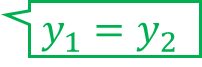 y₁ = y₂